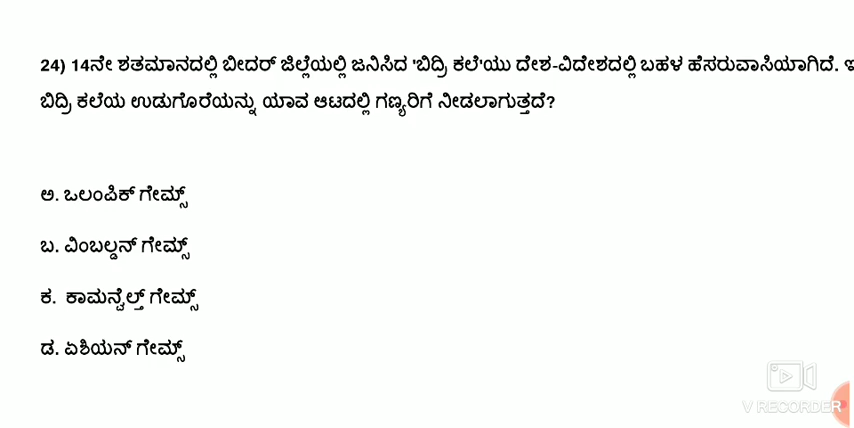 24) 14ನೇ ಶತಮಾನದಲ್ಲಿ ಬೀದರ್ ಜಿಲ್ಲೆಯಲ್ಲಿ ಜನಿಸಿದ 'ಬಿದ್ರಿ ಕಲೆ'ಯು ದೇಶ-ವಿದೇಶದಲ್ಲಿ ಬಹಳ ಹೆಸರುವಾಸಿಯಾಗಿದೆ.
ಬಿದ್ರಿ ಕಲೆಯ ಉಡುಗೊರೆಯನ್ನು ಯಾವ ಆಟದಲ್ಲಿ ಗಣ್ಯರಿಗೆ ನೀಡಲಾಗುತ್ತದೆ?
ಅ. ಒಲಂಪಿಕ್ ಗೇಮ್ಸ್
ಬ. ವಿಂಬಲ್ಡನ್ ಗೇಮ್ಸ್
ಕ. ಕಾಮನ್ವೆಲ್ತ್ ಗೇಮ್ಸ್
ಡ. ಏಶಿಯನ್ ಗೇಮ್ಸ್
V RECORDER